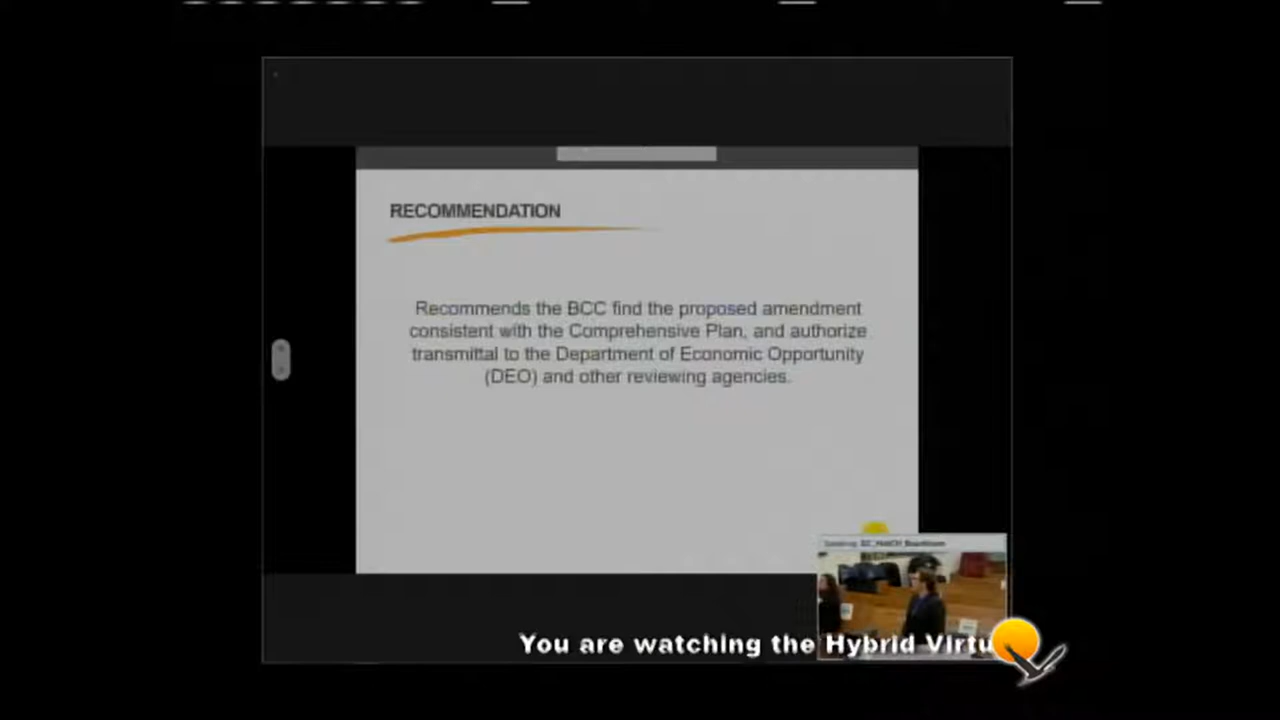 RECOMMENDATION
Recommends the BCC find the proposed amendment
consistent with the Comprehensive Plan, and authorize
transmittal to the Department of Economic Opportunity
(DEO) and other reviewing agencies.
You are watching the Hybrid Virtu